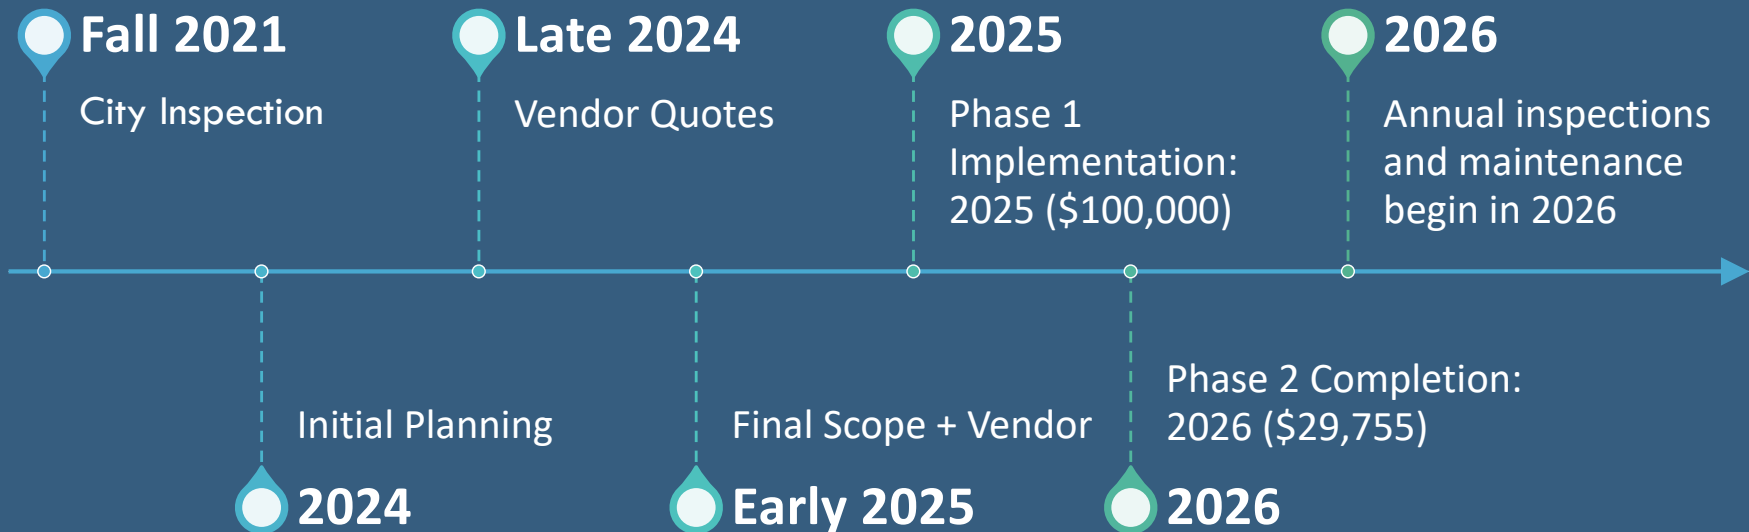 Fall 2021
City Inspection
Late 2024
Vendor Quotes
2025
Phase 1
Implementation:
2025 ($100,000)
2026
Annual inspections
and maintenance
begin in 2026
Initial Planning
2024
Final Scope + Vendor
Early 2025
Phase 2 Completion:
2026 ($29,755)
2026